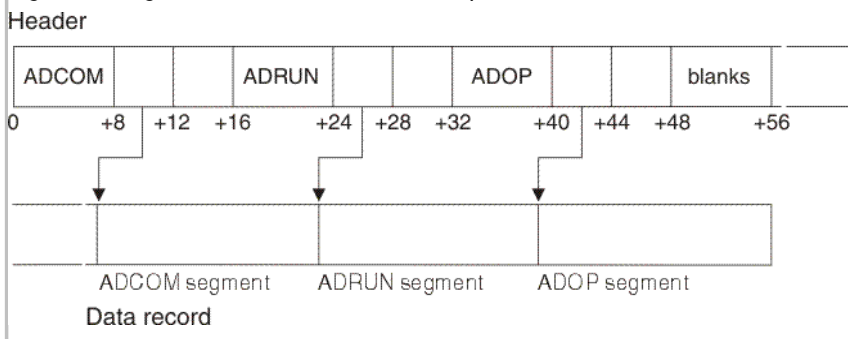 Header
ADCOM ADRUN ADOP blanks
0 +8 +12 +16 +24 +28 +32 +40 +44 +48 +56
ADCOM segment ADRUN segment ADOP segment
Data record